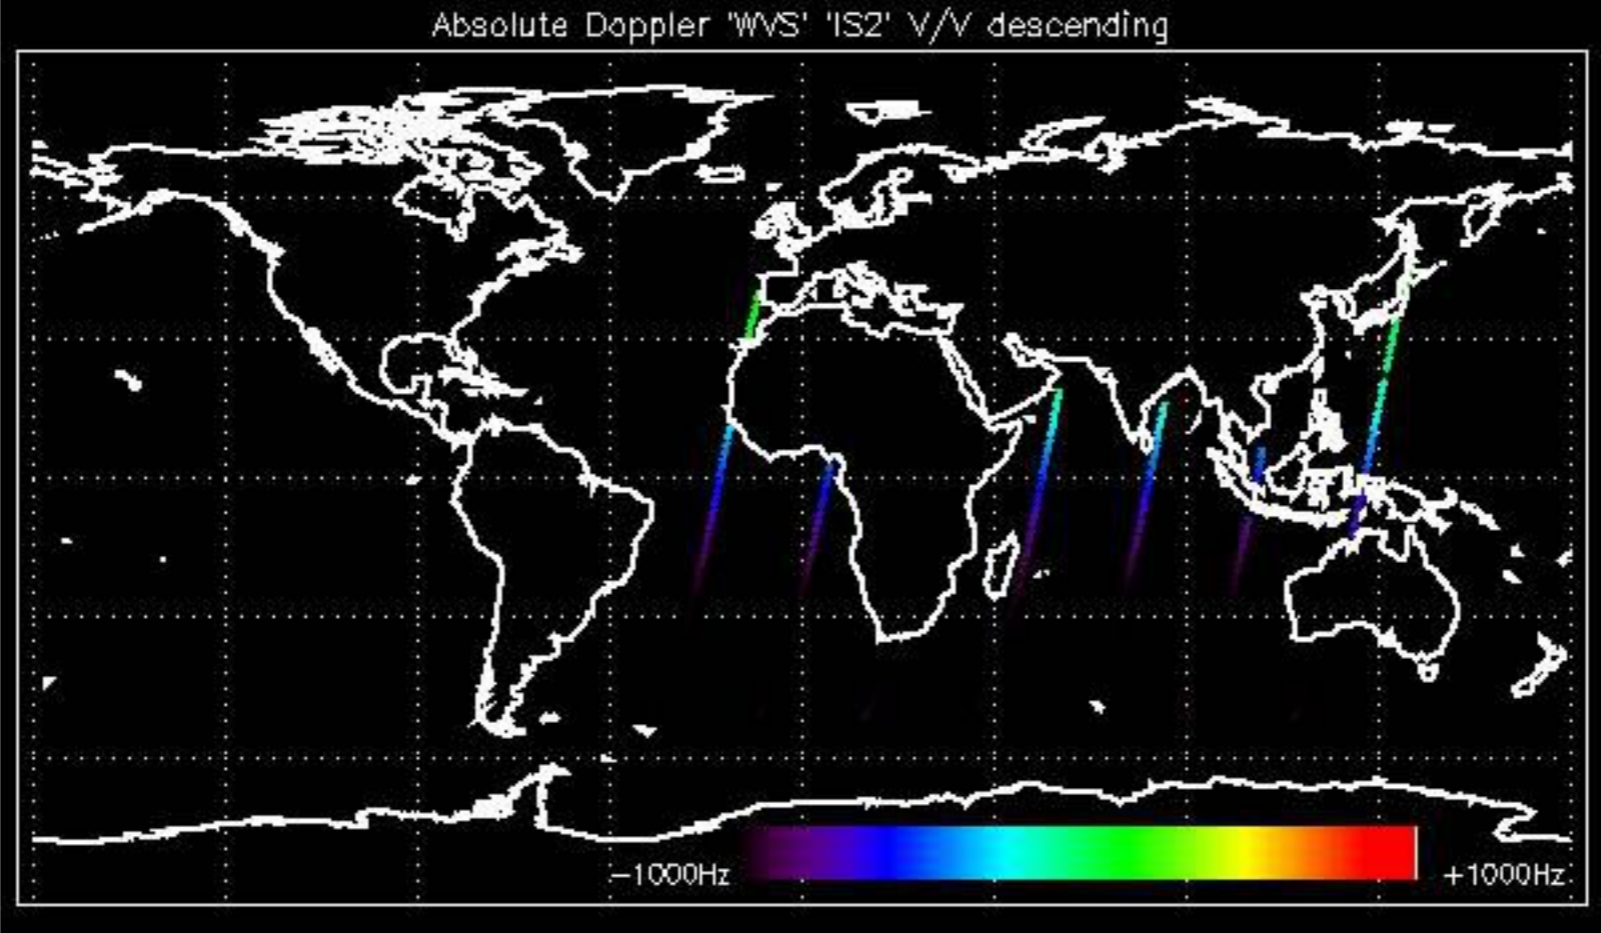 Absolute Doppler 'WVS' 'IS2' V/V descending
−1000Hz
+1000Hz